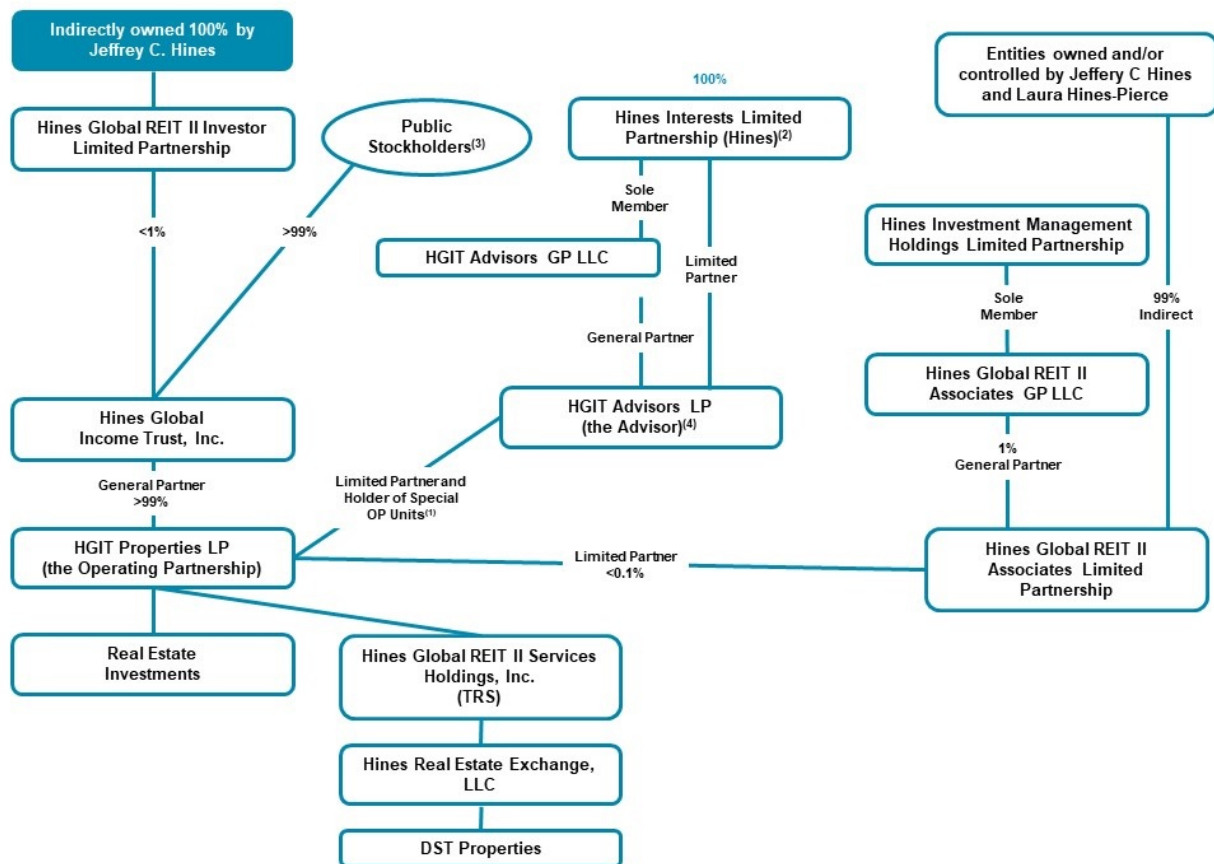 Indirectly owned 100% by
Jeffrey C. Hines
Entities owned and/or
controlled by Jeffery C Hines
and Laura Hines-Pierce
100%
Hines Global REIT II Investor
Limited Partnership
Public
Stockholders(3)
Hines Interests Limited
Partnership (Hines)(2)
Sole
Member
<1%
>99%
HGIT Advisors GP LLC
Limited
Partner
Hines Investment Management
Holdings Limited Partnership
Sole
Member
99%
Indirect
General Partner
Hines Global REIT II
Associates GP LLC
Hines Global
Income Trust, Inc.
HGIT Advisors LP
(the Advisor)(4)
1%
General Partner
General Partner
>99%
Limited Partner and
Holder of Special
OP Units(1)
HGIT Properties LP
(the Operating Partnership)
Limited Partner
<0.1%
Hines Global REIT II
Associates Limited
Partnership
Real Estate
Investments
Hines Global REIT II Services
Holdings, Inc.
(TRS)
Hines Real Estate Exchange,
LLC
DST Properties